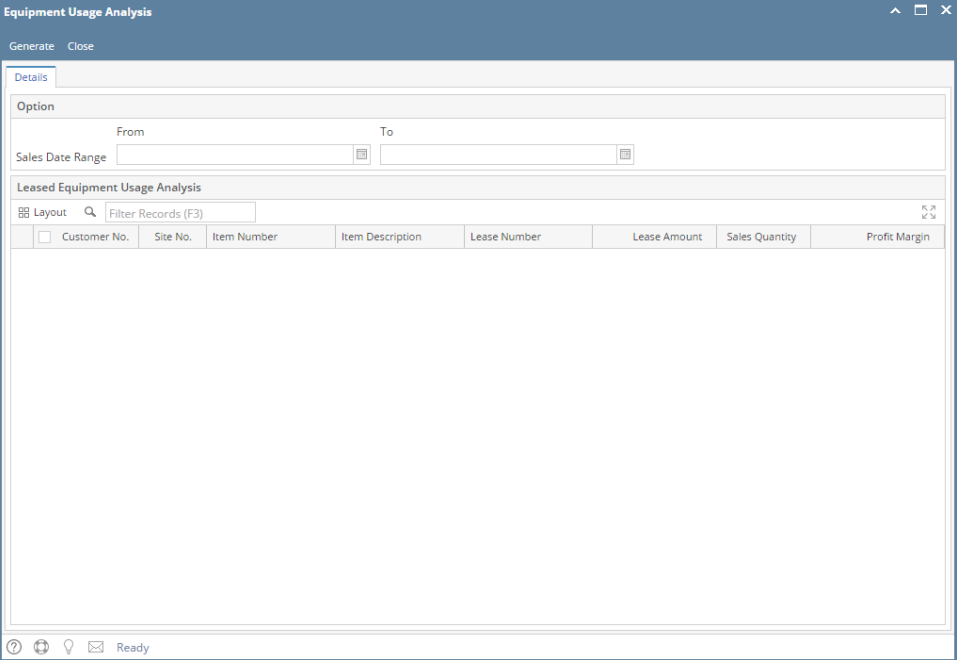 Equipment Usage Analysis
Generate Close
Details
Option
From To
Sales Date Range
Leased Equipment Usage Analysis
Layout Filter Records (F3)
Customer No. Site No. Item Number Item Description Lease Number Lease Amount Sales Quantity Profit Margin
Ready